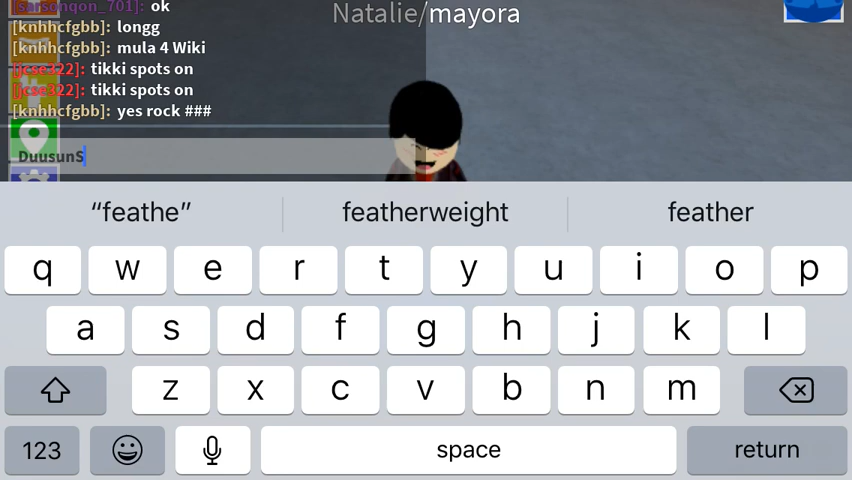 [sarsonqon_701]: ok
[knhhcfgbb]: longg
[knhhcfgbb]: mula 4 Wiki
[jcse322]: tikki spots on
[jcse322]: tikki spots on
[knhhcfgbb]: yes rock ###
Natalie/mayora
DuusunS
“feathe” featherweight feather
q w e r t y u i o p
a s d f g h j k l
z x c v b n m
123 space return